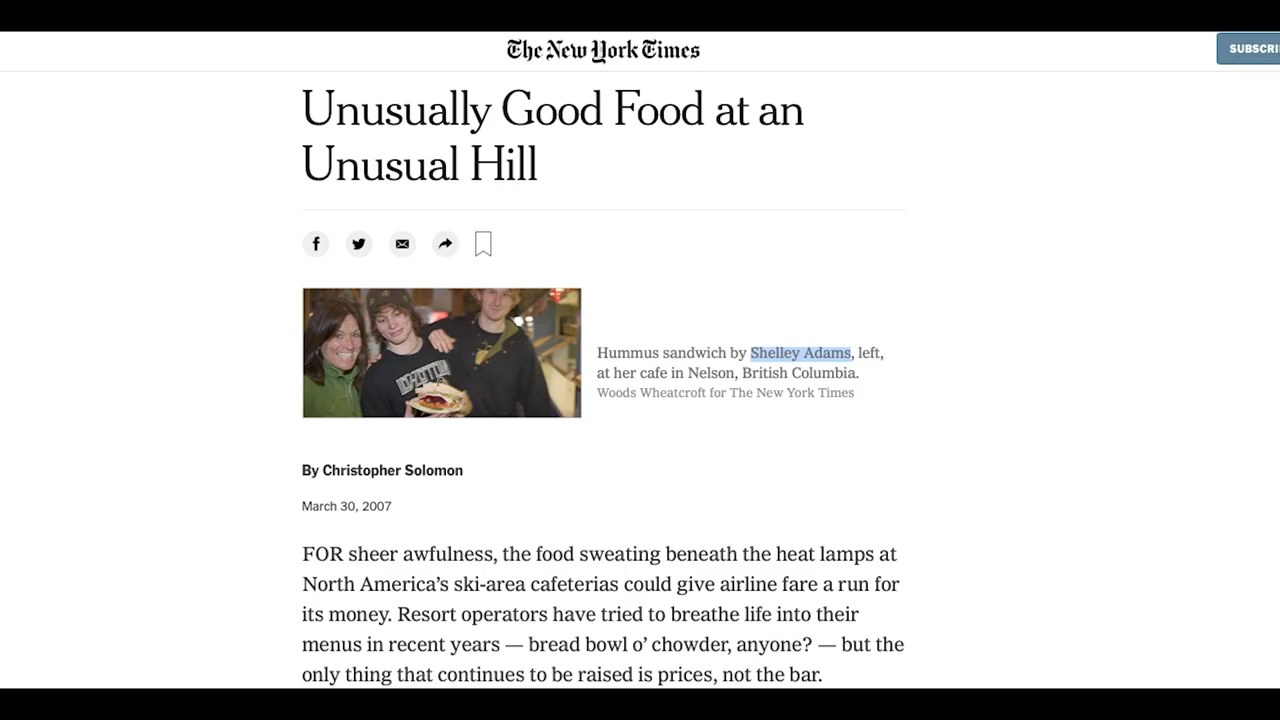 The New York Times
SUBSCRI
Unusually Good Food at an
Unusual Hill
Hummus sandwich by Shelley Adams, left,
at her cafe in Nelson, British Columbia.
Woods Wheatcroft for The New York Times
By Christopher Solomon
March 30, 2007
FOR sheer awfulness, the food sweating beneath the heat lamps at
North America’s ski-area cafeterias could give airline fare a run for
its money. Resort operators have tried to breathe life into their
menus in recent years — bread bowl o’ chowder, anyone? — but the
only thing that continues to be raised is prices, not the bar.